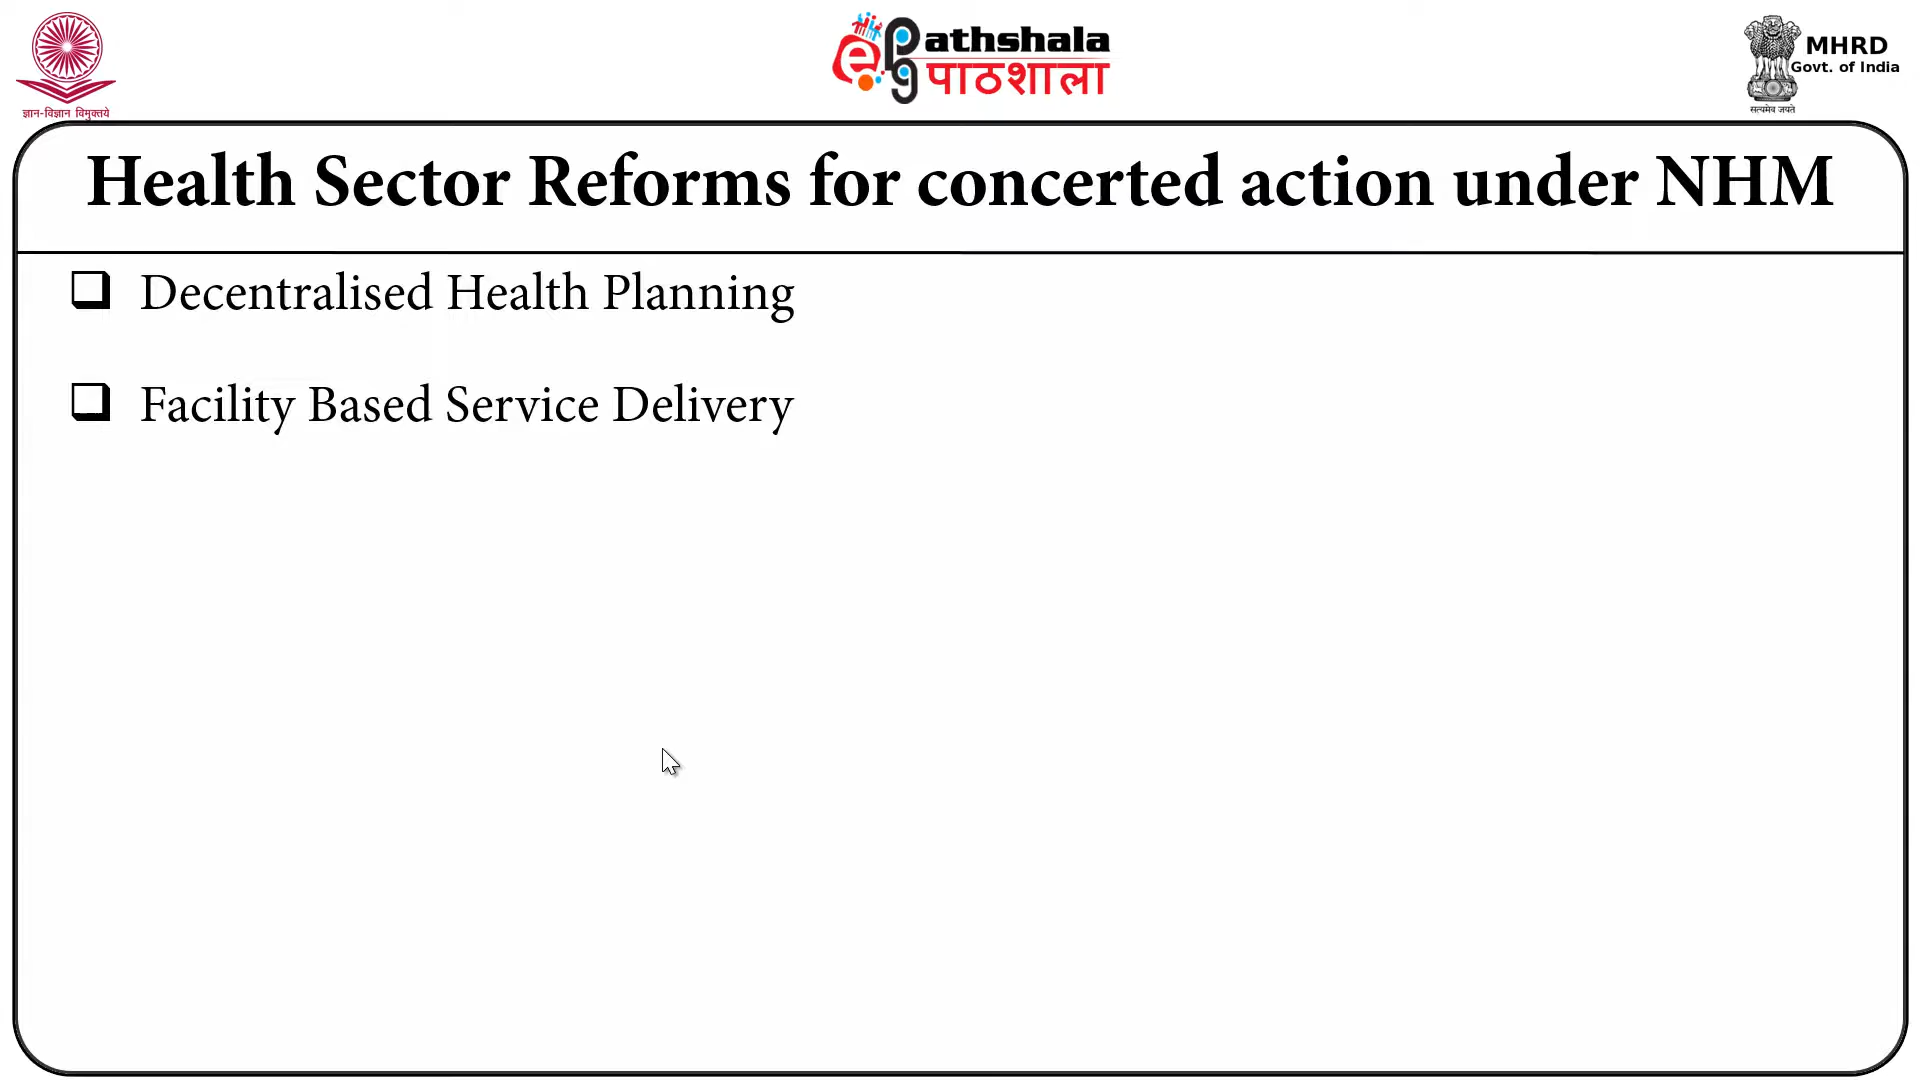 ज्ञान-विज्ञान विमुक्तये
e Pg Pathshala
पाठशाला
सत्यमेव जयते
MHRD
Govt. of India
Health Sector Reforms for concerted action under NHM
Decentralised Health Planning
Facility Based Service Delivery